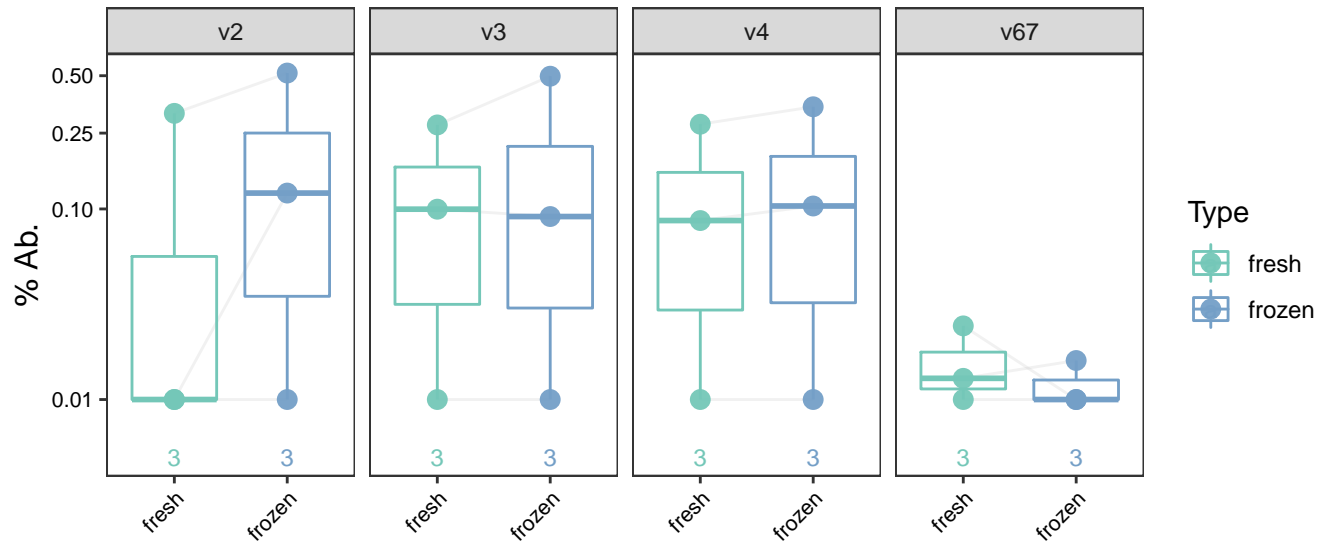 v2
v3
v4
v67
% Ab.
0.50
0.25
0.10
0.01
3
3
3
3
3
3
3
3
fresh
frozen
fresh
frozen
fresh
frozen
fresh
frozen
Type
fresh
frozen